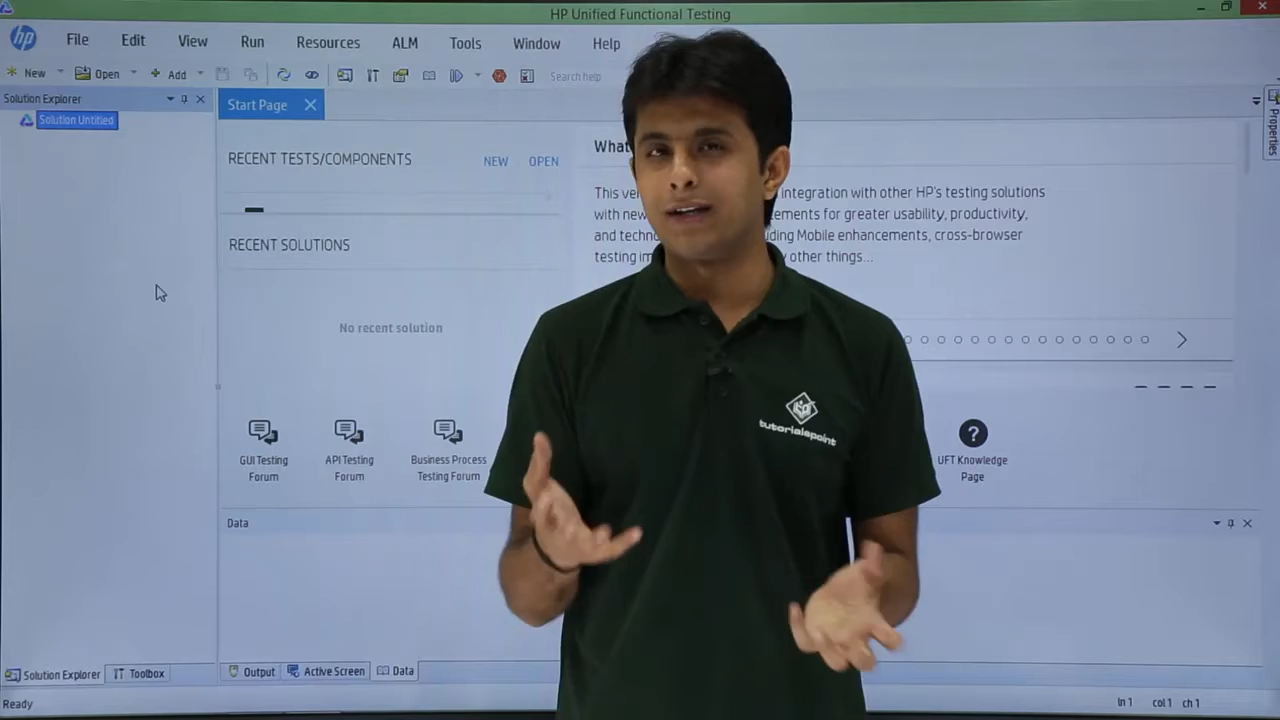 HP Unified Functional Testing
hp
File Edit View Run Resources ALM Tools Window Help
New Open Add Search help
Solution Explorer
Start Page
Solution Untitled
Properties
RECENT TESTS/COMPONENTS NEW OPEN
What
This ver integration with other HP's testing solutions
with new ements for greater usability, productivity,
and techno uding Mobile enhancements, cross-browser
testing im other things...
RECENT SOLUTIONS
No recent solution
tutorialspoint
GUI Testing Forum
API Testing Forum
Business Process Testing Forum
UFT Knowledge Page
Data
Solution Explorer Toolbox Output Active Screen Data
Ready ln 1 col 1 ch 1